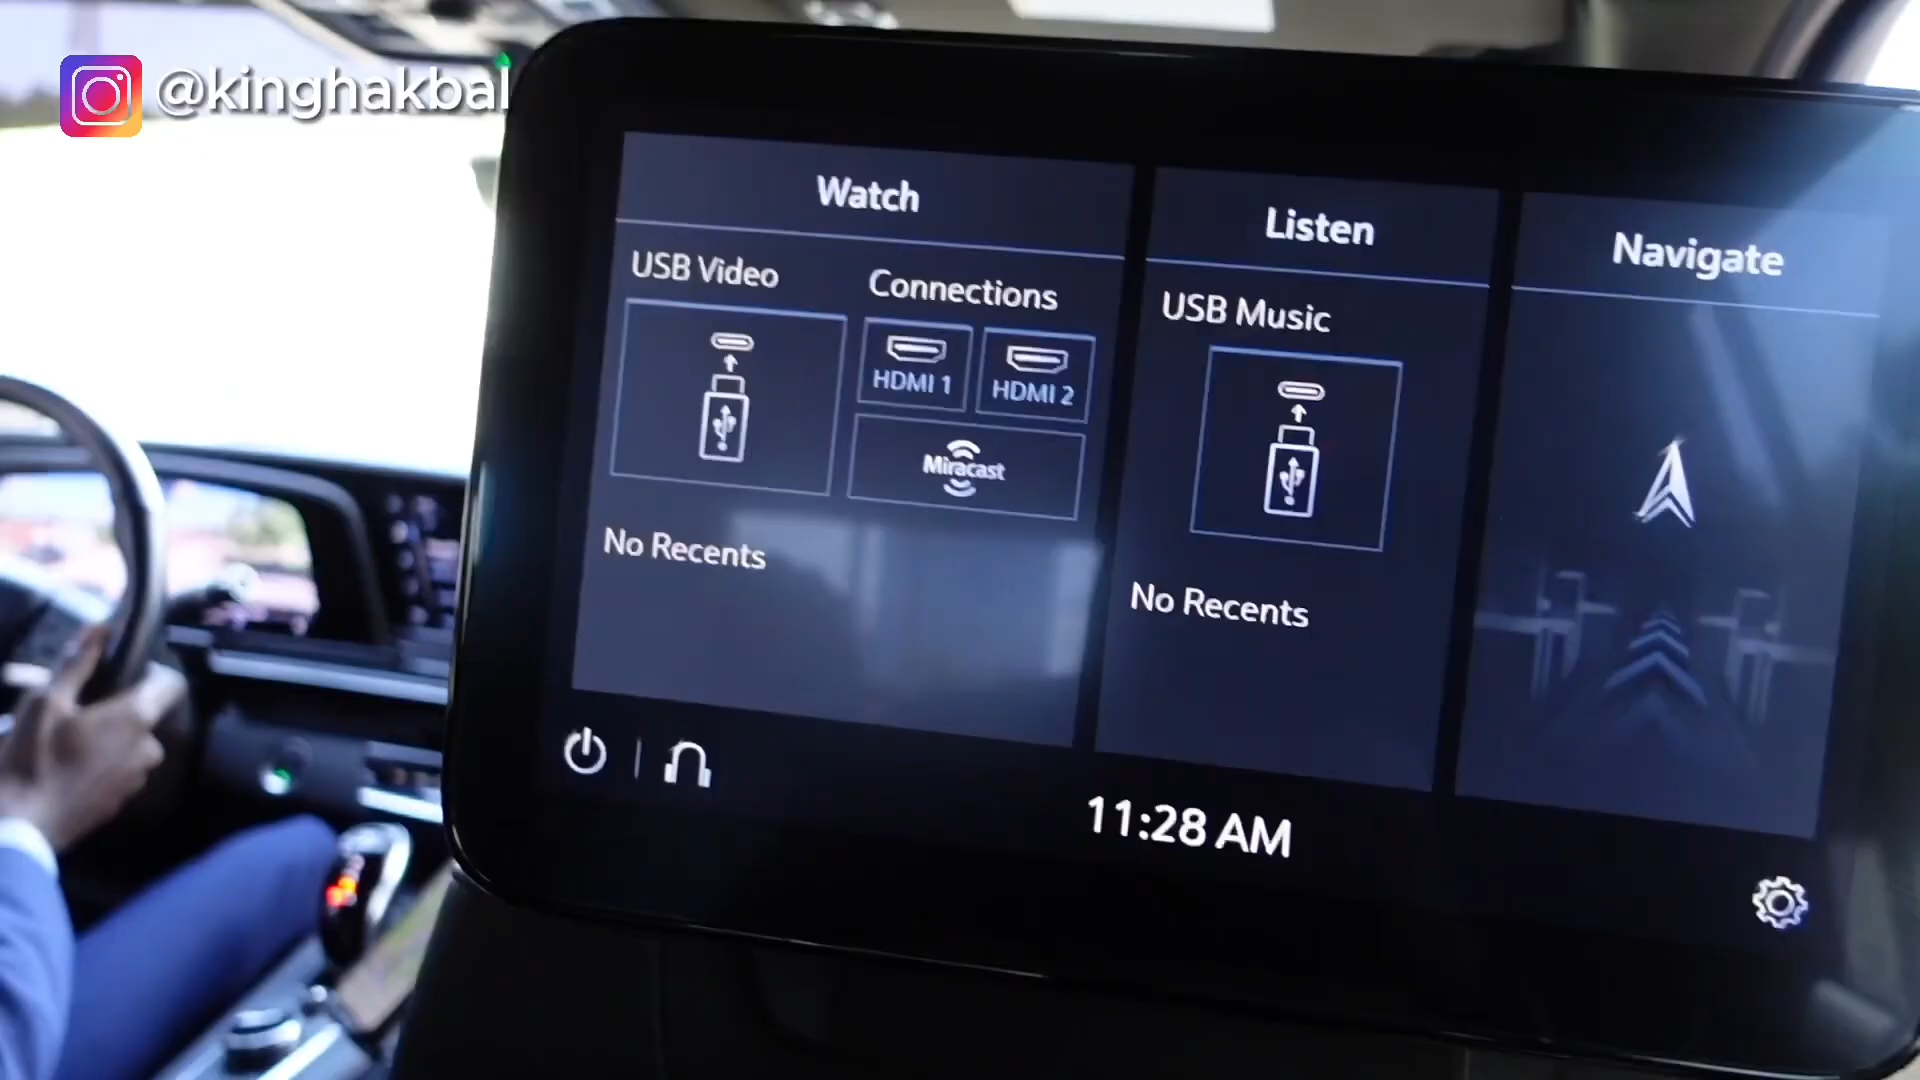 @kinghakbal
Watch
USB Video
Connections
HDMI 1
HDMI 2
Miracast
No Recents
Listen
USB Music
No Recents
Navigate
11:28 AM